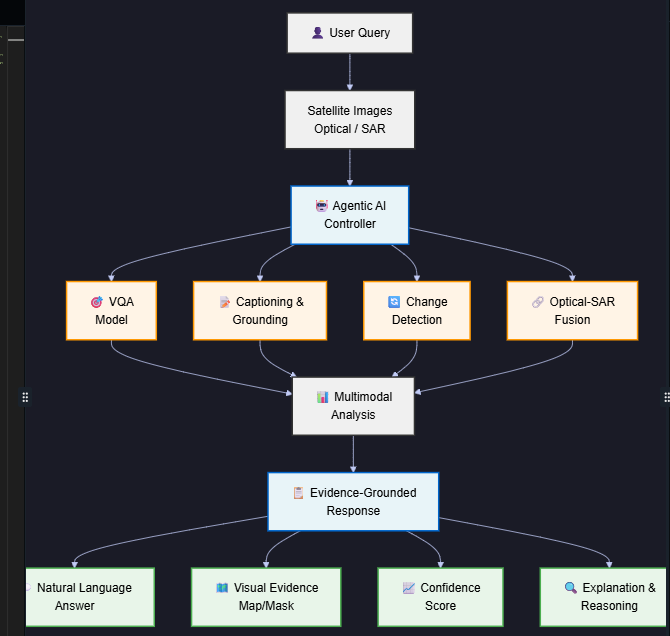 User Query
Satellite Images
Optical / SAR
Agentic AI
Controller
VQA
Model
Captioning &
Grounding
Change
Detection
Optical-SAR
Fusion
Multimodal
Analysis
Evidence-Grounded
Response
Natural Language
Answer
Visual Evidence
Map/Mask
Confidence
Score
Explanation &
Reasoning